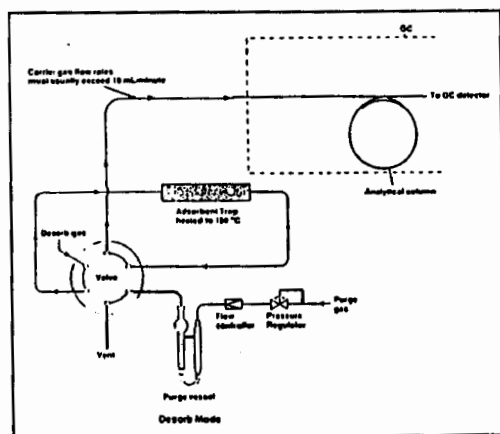 GC
Carrier gas flow rates
must usually exceed 10 mL/minute
To GC detector
Analytical column
Adsorbent Trap
heated to 180 °C
Desorb gas
Valve
Vent
Flow
controller
Pressure
Regulator
Purge
gas
Purge vessel
Desorb Mode